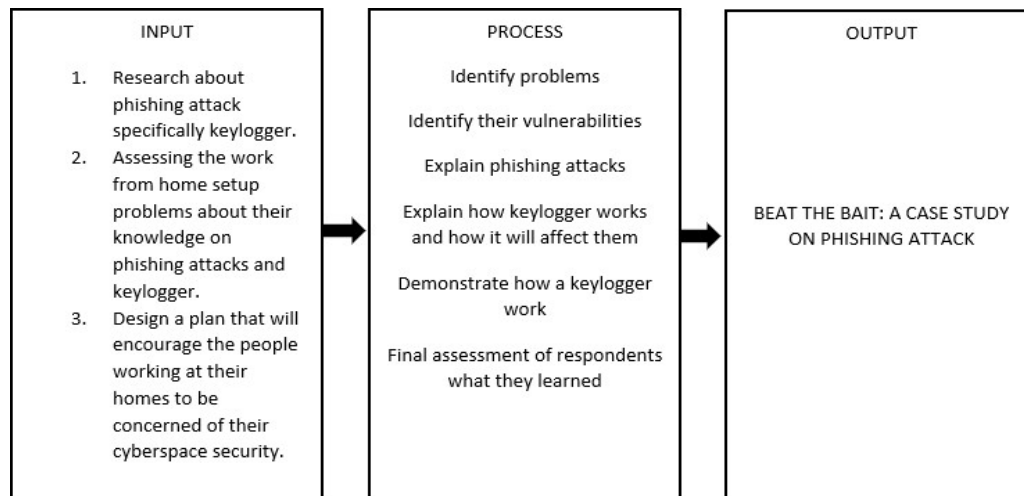 INPUT
1. Research about
phishing attack
specifically keylogger.
2. Assessing the work
from home setup
problems about their
knowledge on
phishing attacks and
keylogger.
3. Design a plan that will
encourage the people
working at their
homes to be
concerned of their
cyberspace security.
PROCESS
Identify problems
Identify their vulnerabilities
Explain phishing attacks
Explain how keylogger works
and how it will affect them
Demonstrate how a keylogger
work
Final assessment of respondents
what they learned
OUTPUT
BEAT THE BAIT: A CASE STUDY
ON PHISHING ATTACK